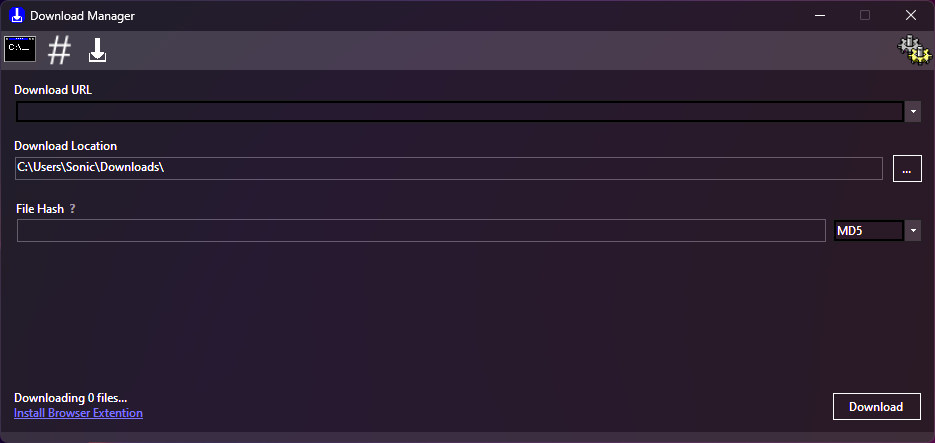 Download Manager
C:\_
#
Download URL
Download Location
C:\Users\Sonic\Downloads\
...
File Hash ?
MD5
Downloading 0 files...
Install Browser Extention
Download